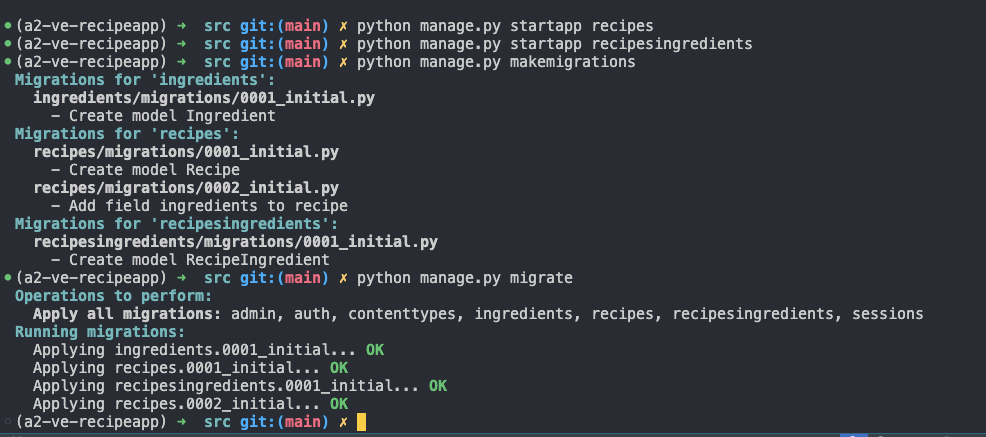 (a2-ve-recipeapp) ➜ src git:(main) ✗ python manage.py startapp recipes
(a2-ve-recipeapp) ➜ src git:(main) ✗ python manage.py startapp recipesingredients
(a2-ve-recipeapp) ➜ src git:(main) ✗ python manage.py makemigrations
Migrations for 'ingredients':
ingredients/migrations/0001_initial.py
- Create model Ingredient
Migrations for 'recipes':
recipes/migrations/0001_initial.py
- Create model Recipe
recipes/migrations/0002_initial.py
- Add field ingredients to recipe
Migrations for 'recipesingredients':
recipesingredients/migrations/0001_initial.py
- Create model RecipeIngredient
(a2-ve-recipeapp) ➜ src git:(main) ✗ python manage.py migrate
Operations to perform:
Apply all migrations: admin, auth, contenttypes, ingredients, recipes, recipesingredients, sessions
Running migrations:
Applying ingredients.0001_initial... OK
Applying recipes.0001_initial... OK
Applying recipesingredients.0001_initial... OK
Applying recipes.0002_initial... OK
(a2-ve-recipeapp) ➜ src git:(main) ✗